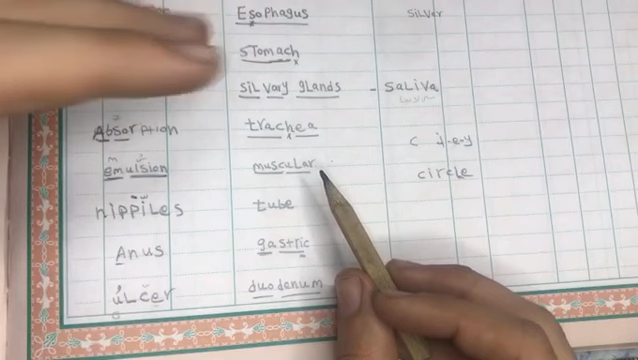 Esophagus SiLver
sTomach
siLvary glands - SaLiVa
Absorption trachea
c i-e-y
emulsion muscular
circle
nippiLes tube
Anus gastric
uLcer duodenum